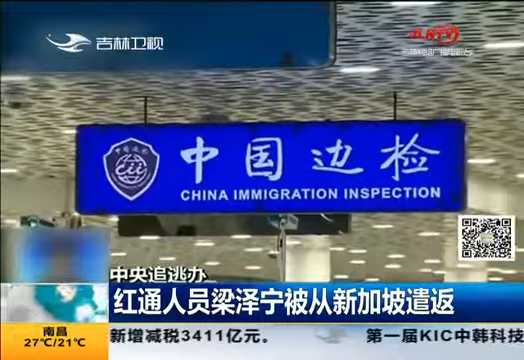 吉林卫视
JLRTV
中国边检
CHINA IMMIGRATION INSPECTION
中央追逃办
红通人员梁泽宁被从新加坡遣返
南昌
27℃/21℃
新增减税3411亿元。
第一届KIC中韩科技